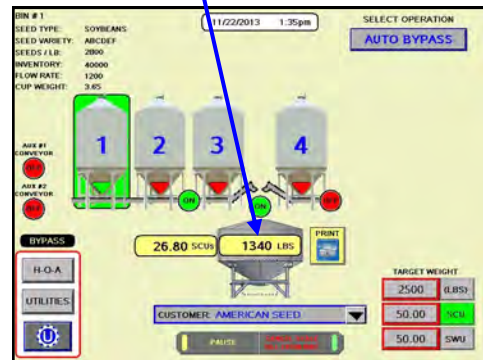 BIN # 1
SEED TYPE: SOYBEANS
SEED VARIETY: ABCDEF
SEEDS / LB: 2800
INVENTORY: 40000
FLOW RATE: 1200
CUP WEIGHT: 3.65
11/22/2013 1:35pm
SELECT OPERATION
AUTO BYPASS
1 2 3 4
AUX #1
CONVEYOR
OFF
AUX #2
CONVEYOR
OFF
ON
ON
OFF
BYPASS
26.80 SCUs
1340 LBS
PRINT
H-O-A
UTILITIES
U
CUSTOMER: AMERICAN SEED
PAUSE
TARGET WEIGHT
2500 (LBS)
50.00 SCU
50.00 SWU